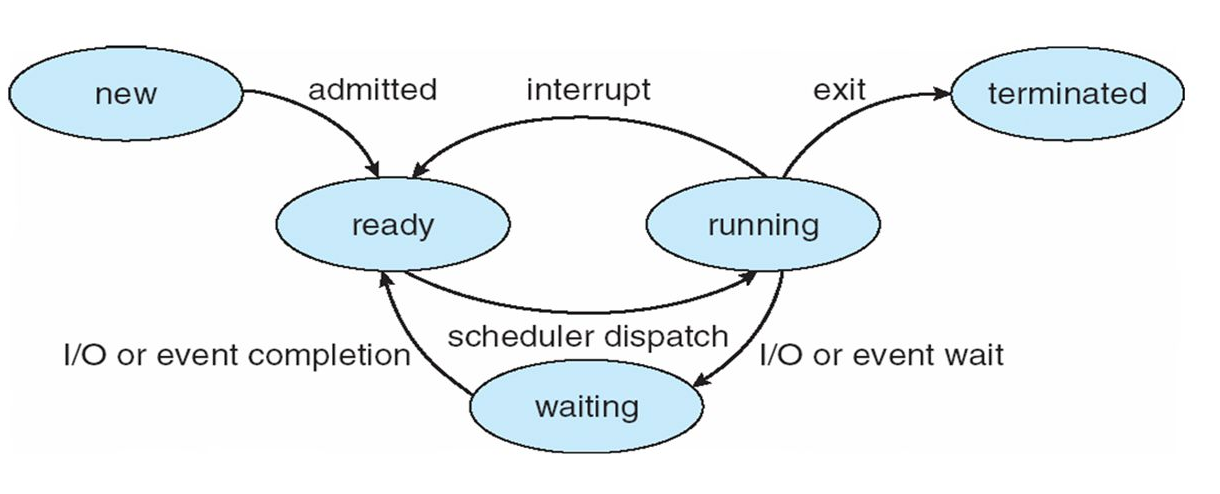 new
admitted
interrupt
exit
terminated
ready
running
scheduler dispatch
I/O or event completion
I/O or event wait
waiting